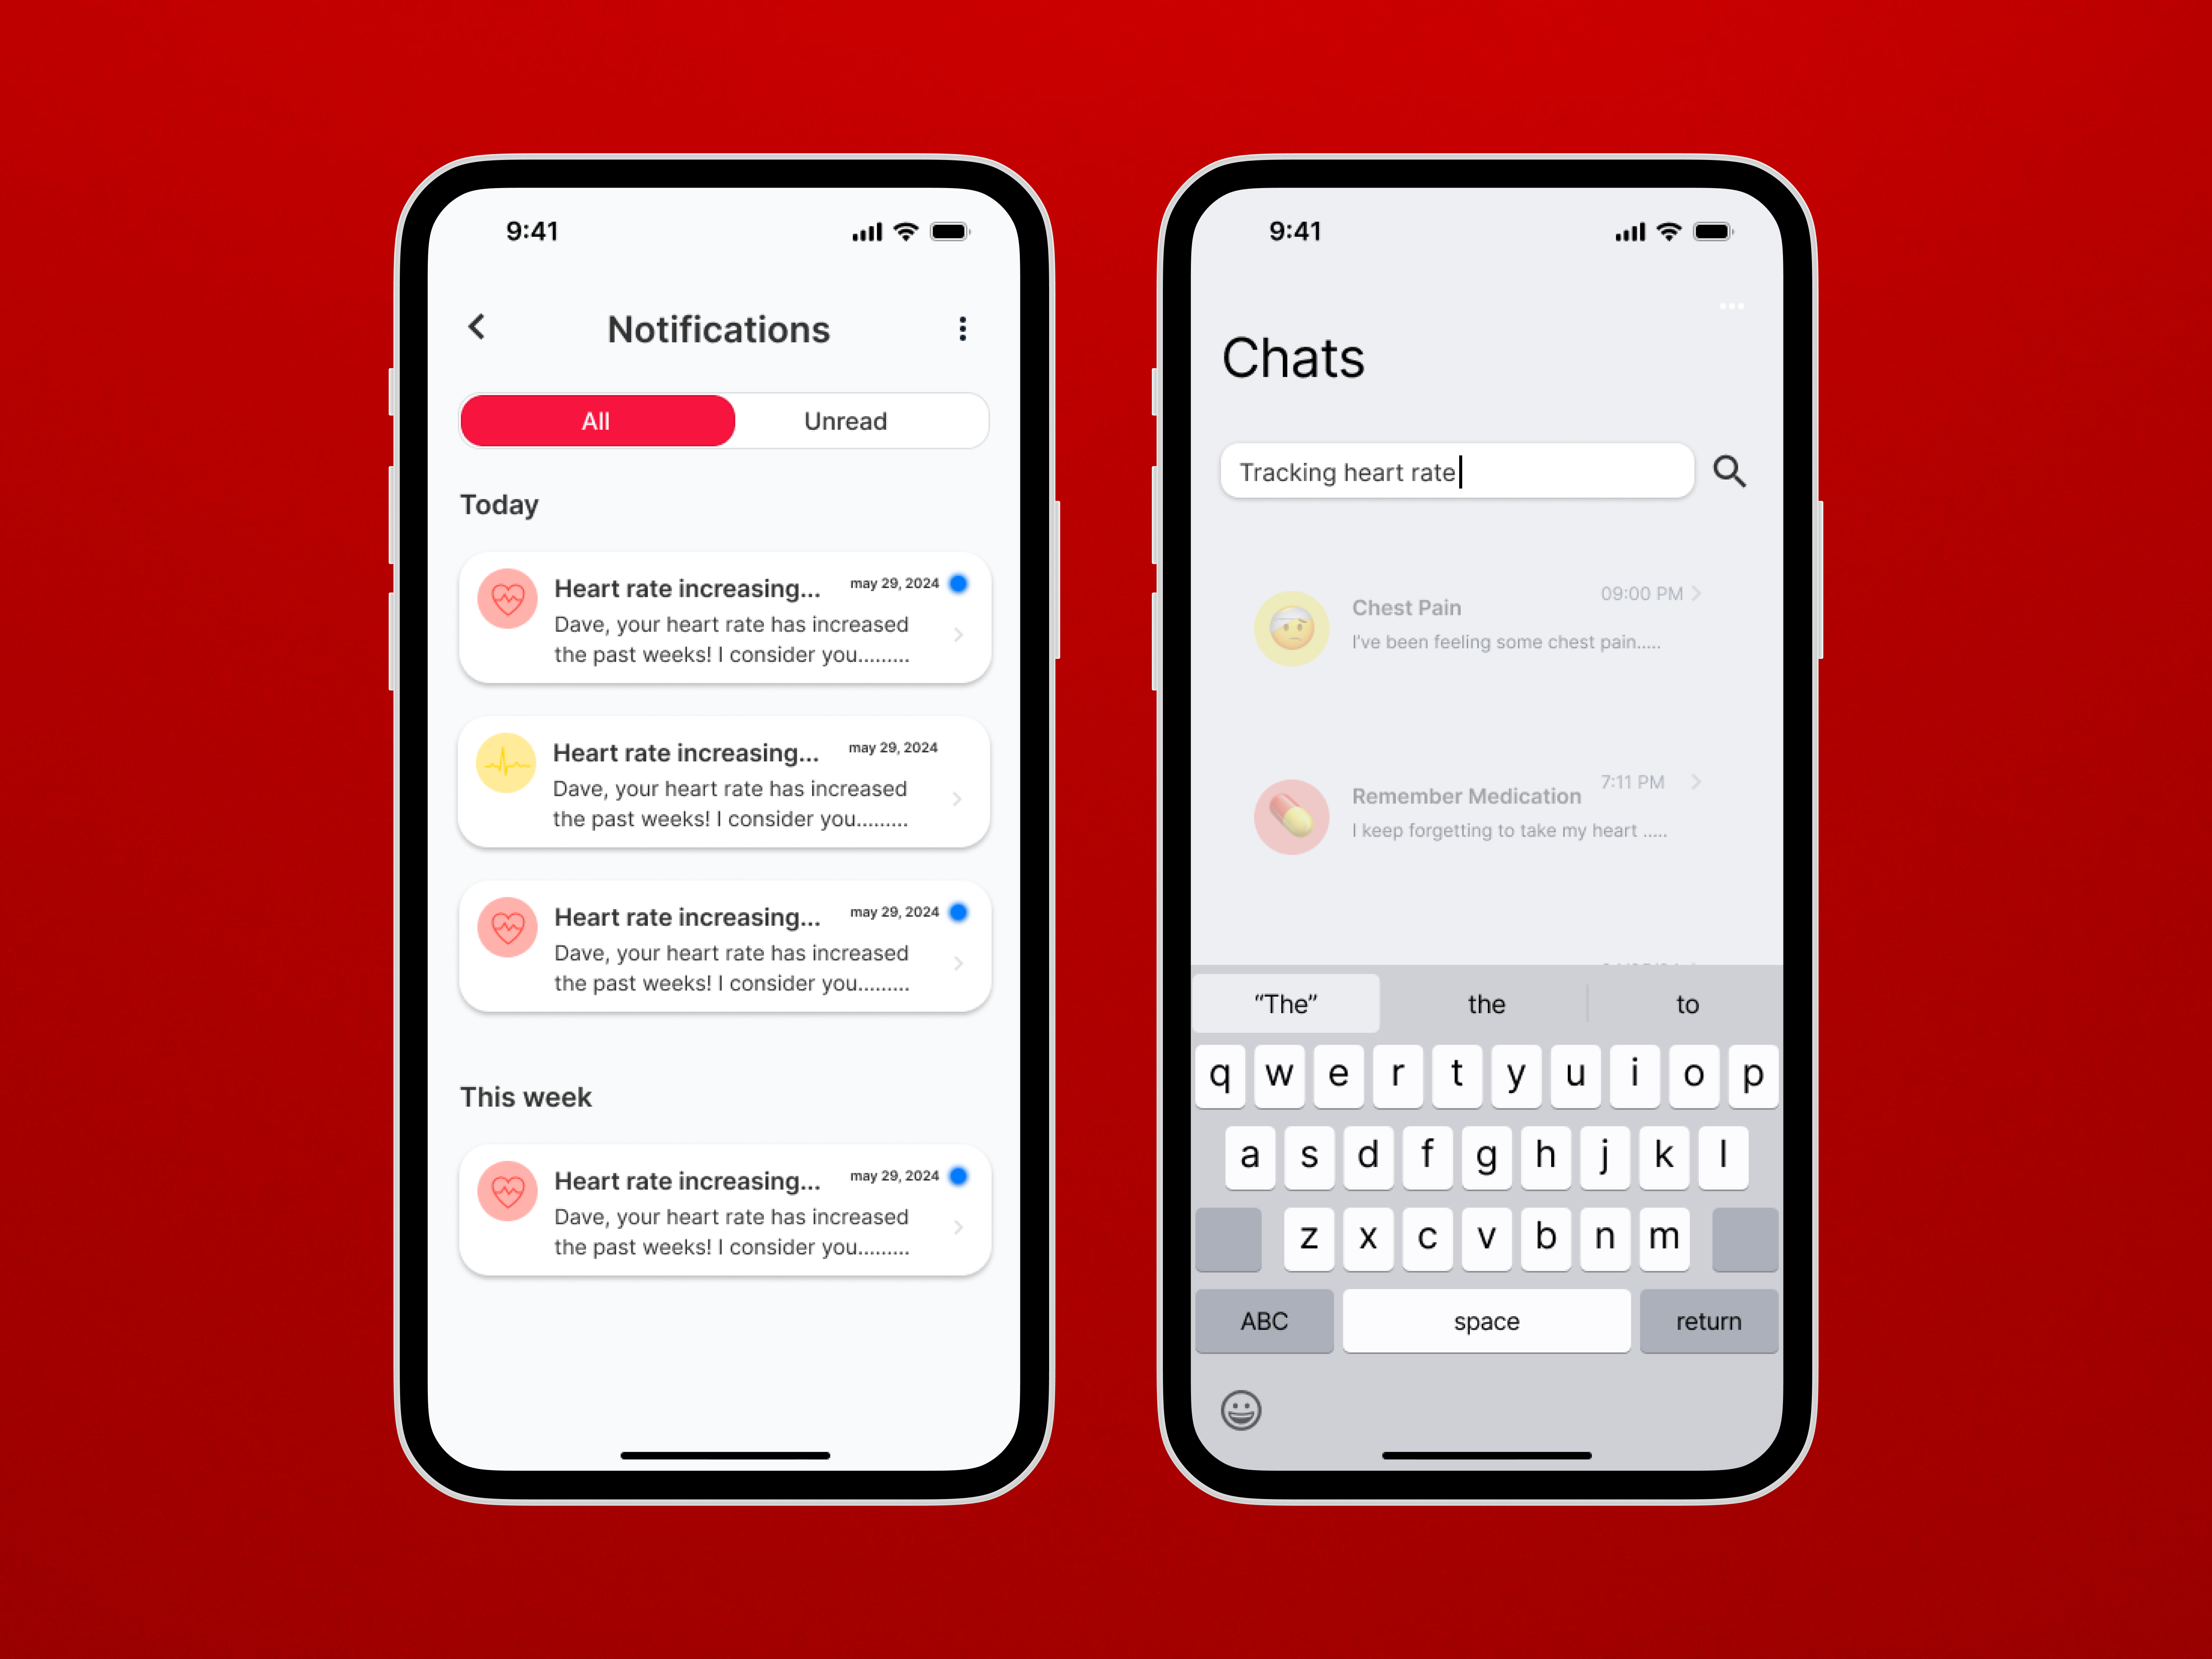 9:41
Notifications
All
Unread
Today
Heart rate increasing...
may 29, 2024
Dave, your heart rate has increased
the past weeks! I consider you.........
Heart rate increasing...
may 29, 2024
Dave, your heart rate has increased
the past weeks! I consider you.........
Heart rate increasing...
may 29, 2024
Dave, your heart rate has increased
the past weeks! I consider you.........
This week
Heart rate increasing...
may 29, 2024
Dave, your heart rate has increased
the past weeks! I consider you.........
9:41
Chats
Tracking heart rate
09:00 PM
Chest Pain
I've been feeling some chest pain.....
7:11 PM
Remember Medication
I keep forgetting to take my heart .....
“The” the to
q w e r t y u i o p
a s d f g h j k l
z x c v b n m
ABC space return